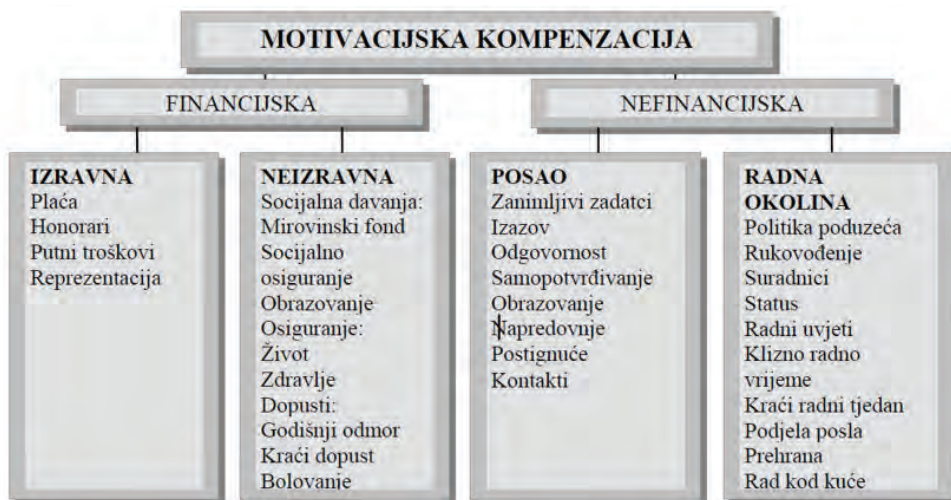 MOTIVACIJSKA KOMPENZACIJA
FINANCIJSKA
NEFINANCIJSKA
IZRAVNA
Plaća
Honorari
Putni troškovi
Reprezentacija
NEIZRAVNA
Socijalna davanja:
Mirovinski fond
Socijalno
osiguranje
Obrazovanje
Osiguranje:
Život
Zdravlje
Dopusti:
Godišnji odmor
Kraći dopust
Bolovanje
POSAO
Zanimljivi zadatci
Izazov
Odgovornost
Samopotvrđivanje
Obrazovanje
Napredovnje
Postignuće
Kontakti
RADNA
OKOLINA
Politika poduzeća
Rukovođenje
Suradnici
Status
Radni uvjeti
Klizno radno
vrijeme
Kraći radni tjedan
Podjela posla
Prehrana
Rad kod kuće